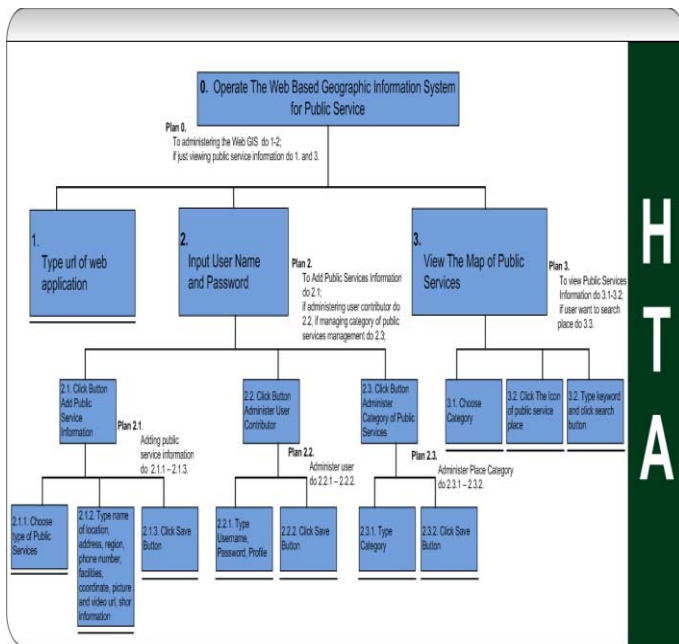 0. Operate The Web Based Geographic Information System
for Public Service
Plan 0.
To administering the Web GIS do 1-2;
if just viewing public service information do 1. and 3.
1.
Type url of web
application
2.
Input User Name
and Password
Plan 2.
To Add Public Services Information
do 2.1;
if administering user contributor do
2.2, if managing category of public
services management do 2.3;
3.
View The Map of Public
Services
Plan 3.
To view Public Services
Information do 3.1-3.2;
if user want to search
place do 3.3.
2.1. Click Button
Add Public
Service
Information
Plan 2.1.
Adding public
service information
do 2.1.1 – 2.1.3.
2.2. Click Button
Administer User
Contributor
Plan 2.2.
Administer user
do 2.2.1 – 2.2.2.
2.3. Click Button
Administer
Category of Public
Services
Plan 2.3.
Administer Place Category
do 2.3.1 – 2.3.2.
3.1. Choose
Category
3.2. Click The Icon
of public service
place
3.2. Type keyword
and click search
button
2.1.1. Choose
type of Public
Services
2.1.2. Type name
of location,
address, region,
phone number,
facilities,
coordinate, picture
and video url, shor
information
2.1.3. Click Save
Button
2.2.1. Type
Username,
Password, Profile
2.2.2. Click Save
Button
2.3.1. Type
Category
2.3.2. Click Save
Button
H
T
A